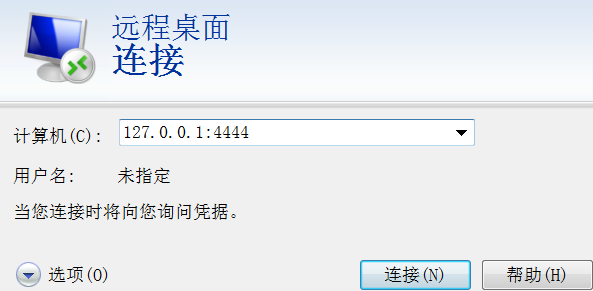 远程桌面
连接
计算机(C): 127.0.0.1:4444
用户名: 未指定
当您连接时将向您询问凭据。
选项(O) 连接(N) 帮助(H)